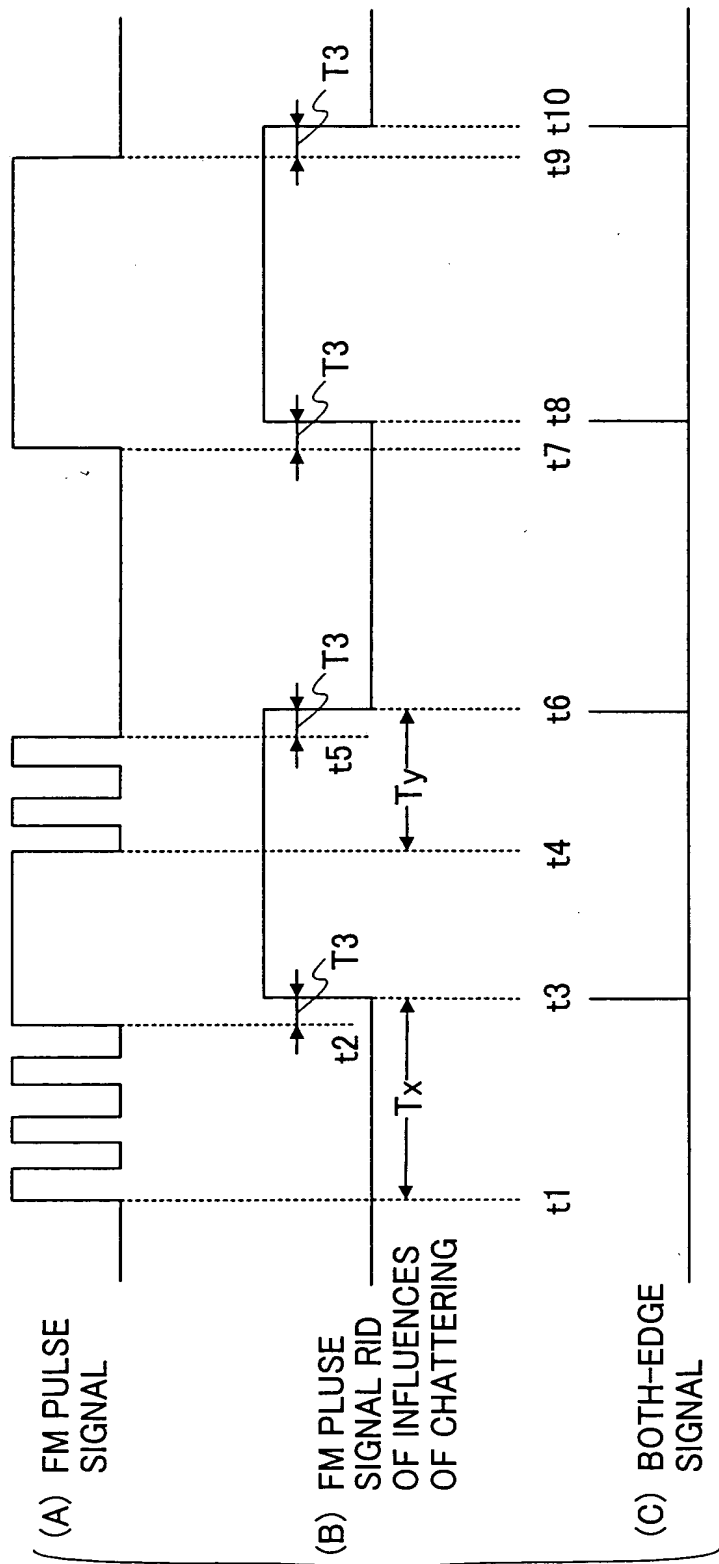 (A) FM PULSE
SIGNAL
(B) FM PLUSE
SIGNAL RID
OF INFLUENCES
OF CHATTERING
(C) BOTH-EDGE
SIGNAL
T3
T3
T3
T3
t2
t5
Tx
Ty
t1
t3
t4
t6
t7
t8
t9
t10